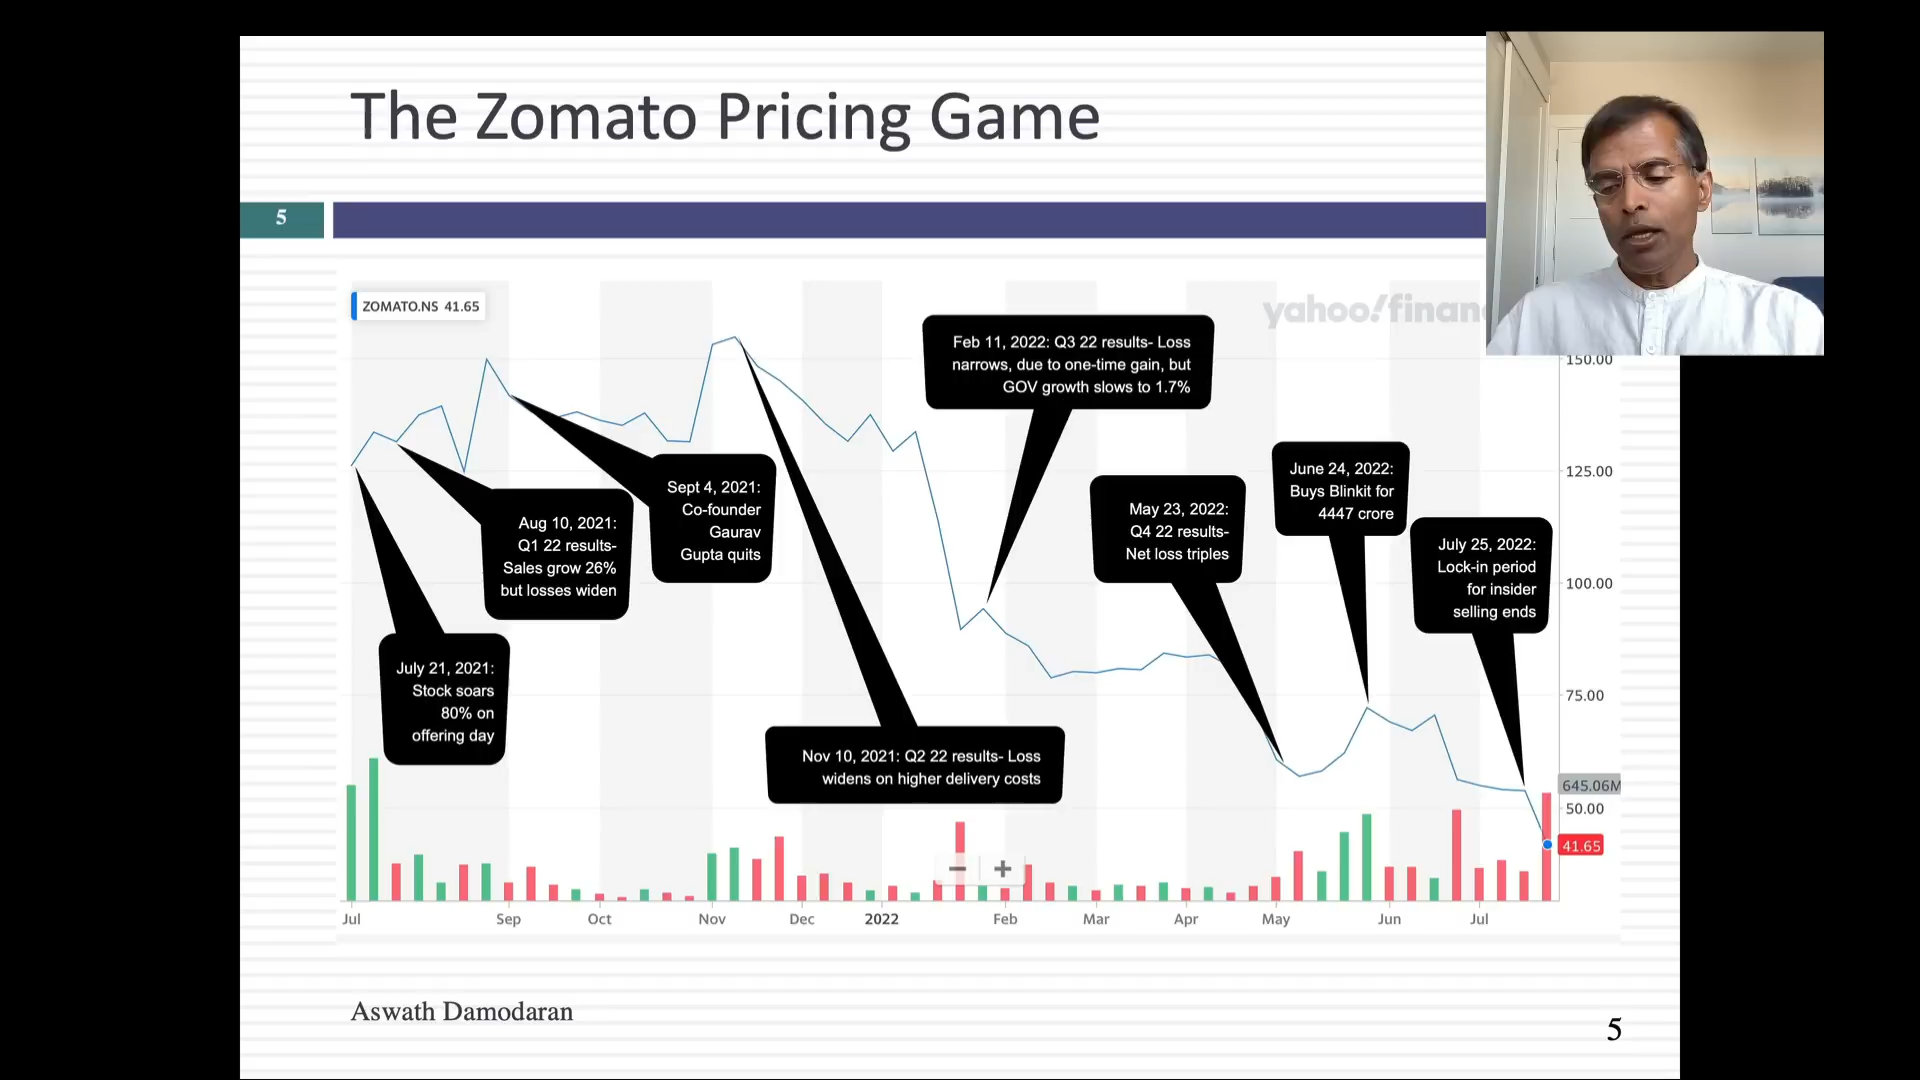 The Zomato Pricing Game
5
ZOMATO.NS 41.65
yahoo!finan
Feb 11, 2022: Q3 22 results- Loss
narrows, due to one-time gain, but
GOV growth slows to 1.7%
June 24, 2022:
Buys Blinkit for
4447 crore
May 23, 2022:
Q4 22 results-
Net loss triples
July 25, 2022:
Lock-in period
for insider
selling ends
Sept 4, 2021:
Co-founder
Gaurav
Gupta quits
Aug 10, 2021:
Q1 22 results-
Sales grow 26%
but losses widen
July 21, 2021:
Stock soars
80% on
offering day
Nov 10, 2021: Q2 22 results- Loss
widens on higher delivery costs
150.00
125.00
100.00
75.00
645.06M
50.00
41.65
− +
Jul Sep Oct Nov Dec 2022 Feb Mar Apr May Jun Jul
Aswath Damodaran
5